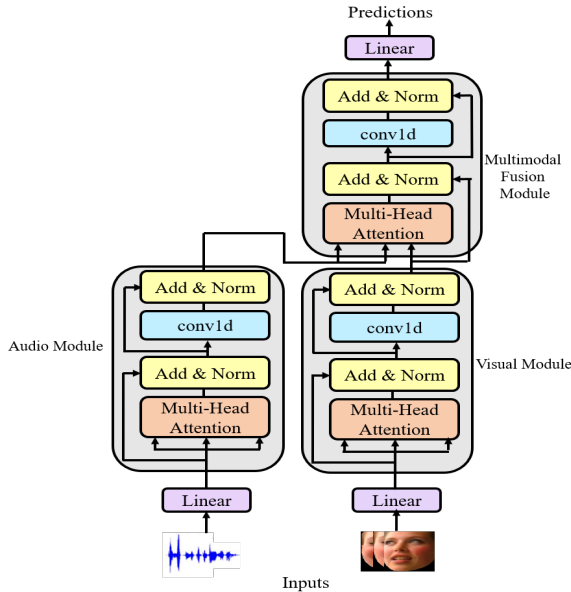 Predictions
Linear
Add & Norm
conv1d
Add & Norm
Multi-Head
Attention
Multimodal
Fusion
Module
Audio Module
Add & Norm
conv1d
Add & Norm
Multi-Head
Attention
Linear
Add & Norm
conv1d
Add & Norm
Multi-Head
Attention
Linear
Visual Module
Inputs